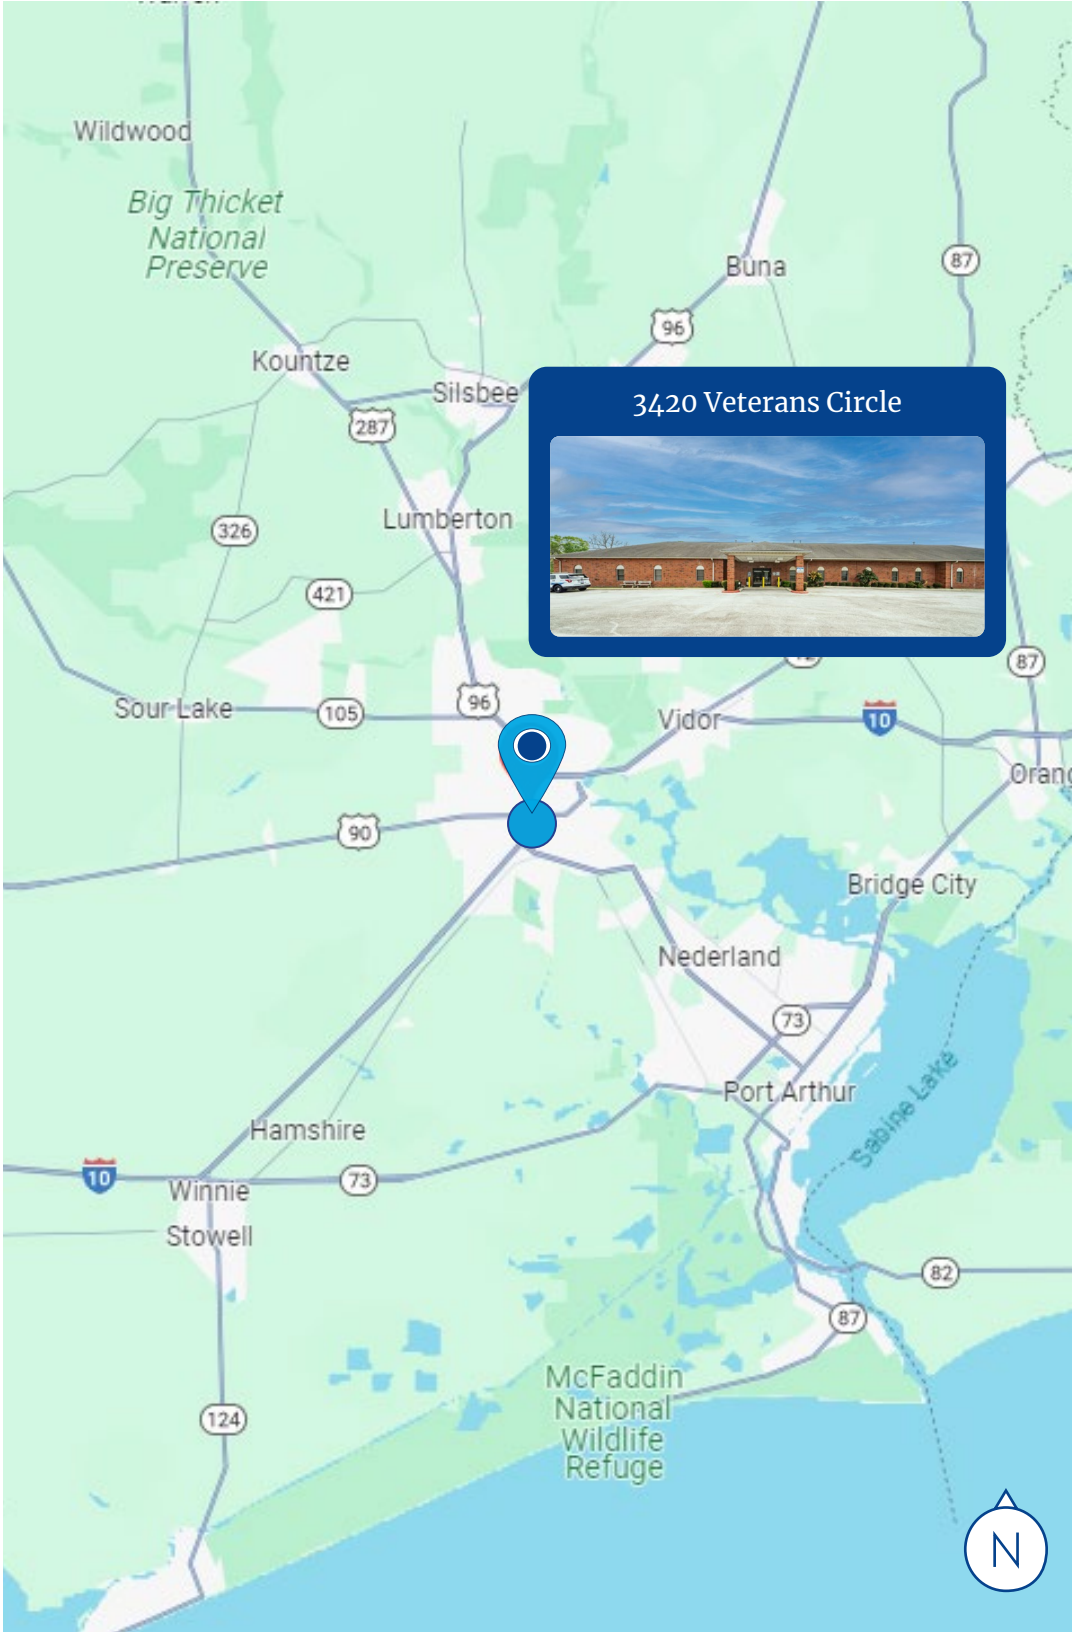 Wildwood
Big Thicket
National
Preserve
Buna
87
96
Kountze
Silsbee
3420 Veterans Circle
287
Lumberton
326
421
87
Sour Lake
105
96
Vidor
10
Orang
90
Bridge City
Nederland
73
Port Arthur
Sabine Lake
Hamshire
10
73
Winnie
Stowell
82
87
McFaddin
National
Wildlife
Refuge
124
N